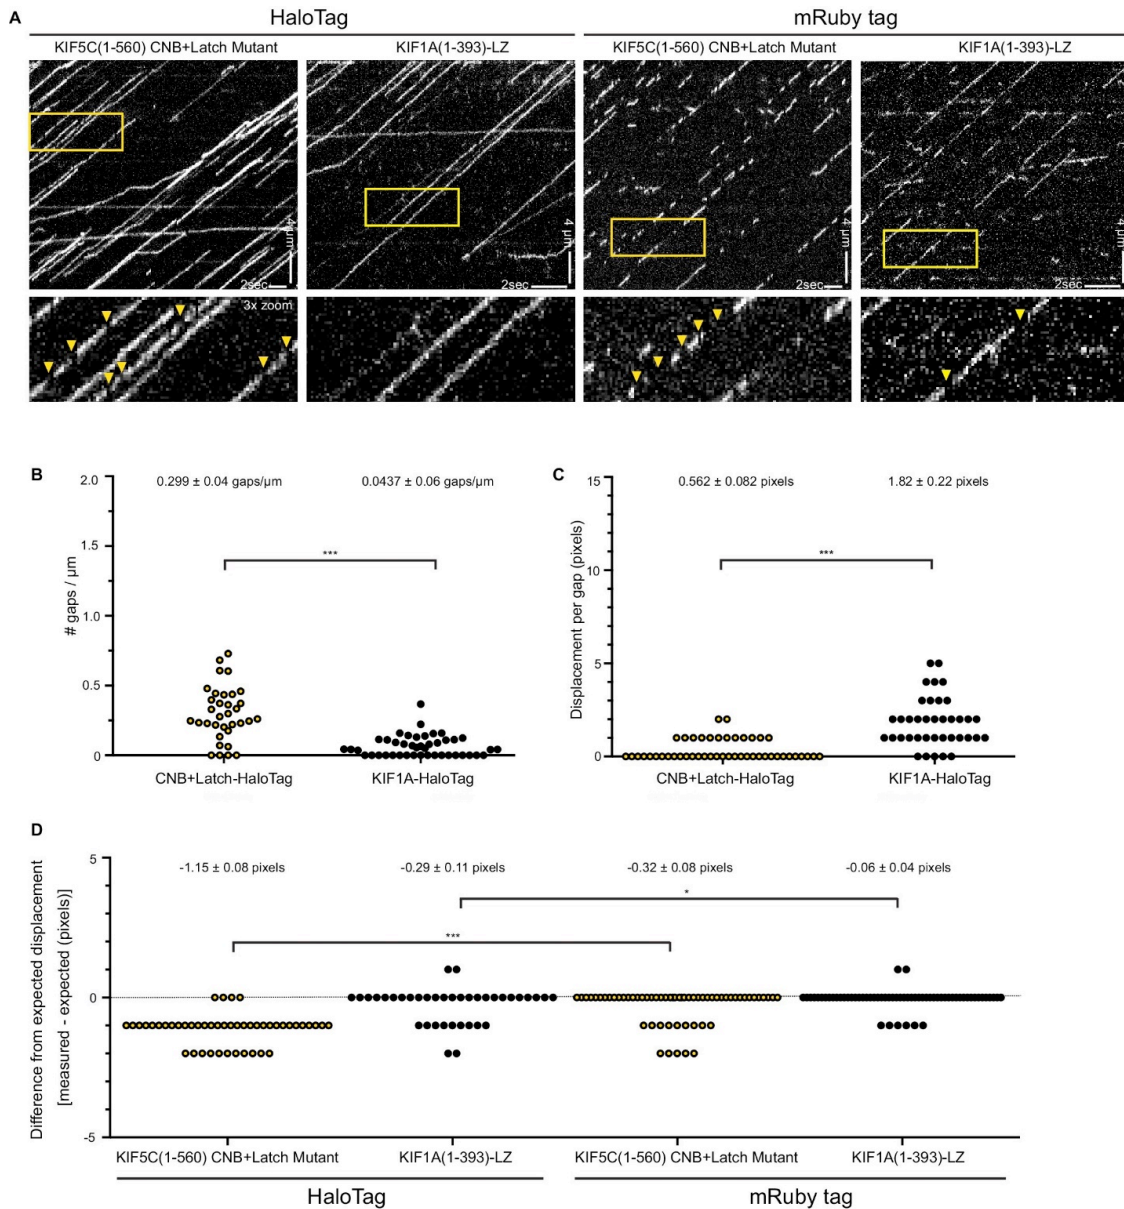 A
HaloTag
mRuby tag
KIF5C(1-560) CNB+Latch Mutant
KIF1A(1-393)-LZ
KIF5C(1-560) CNB+Latch Mutant
KIF1A(1-393)-LZ
4 µm
2sec
4 µm
2sec
4 µm
2sec
4 µm
2sec
3x zoom
B
0.299 ± 0.04 gaps/µm
0.0437 ± 0.06 gaps/µm
***
# gaps / µm
2.0
1.5
1.0
0.5
0
CNB+Latch-HaloTag
KIF1A-HaloTag
C
0.562 ± 0.082 pixels
1.82 ± 0.22 pixels
***
Displacement per gap (pixels)
15
10
5
0
CNB+Latch-HaloTag
KIF1A-HaloTag
D
-1.15 ± 0.08 pixels
-0.29 ± 0.11 pixels
-0.32 ± 0.08 pixels
-0.06 ± 0.04 pixels
*
***
Difference from expected displacement
[measured - expected (pixels)]
5
0
-5
KIF5C(1-560) CNB+Latch Mutant
KIF1A(1-393)-LZ
KIF5C(1-560) CNB+Latch Mutant
KIF1A(1-393)-LZ
HaloTag
mRuby tag